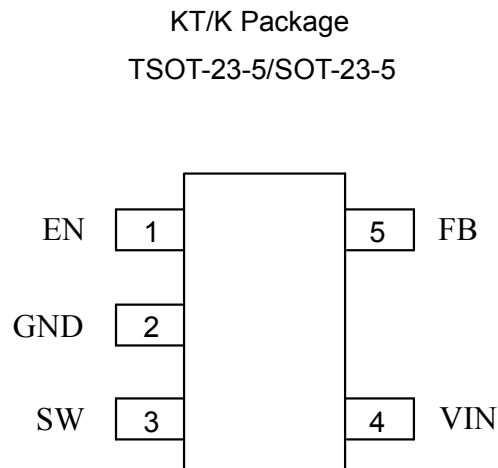 KT/K Package
TSOT-23-5/SOT-23-5
EN 1 5 FB
GND 2
SW 3 4 VIN